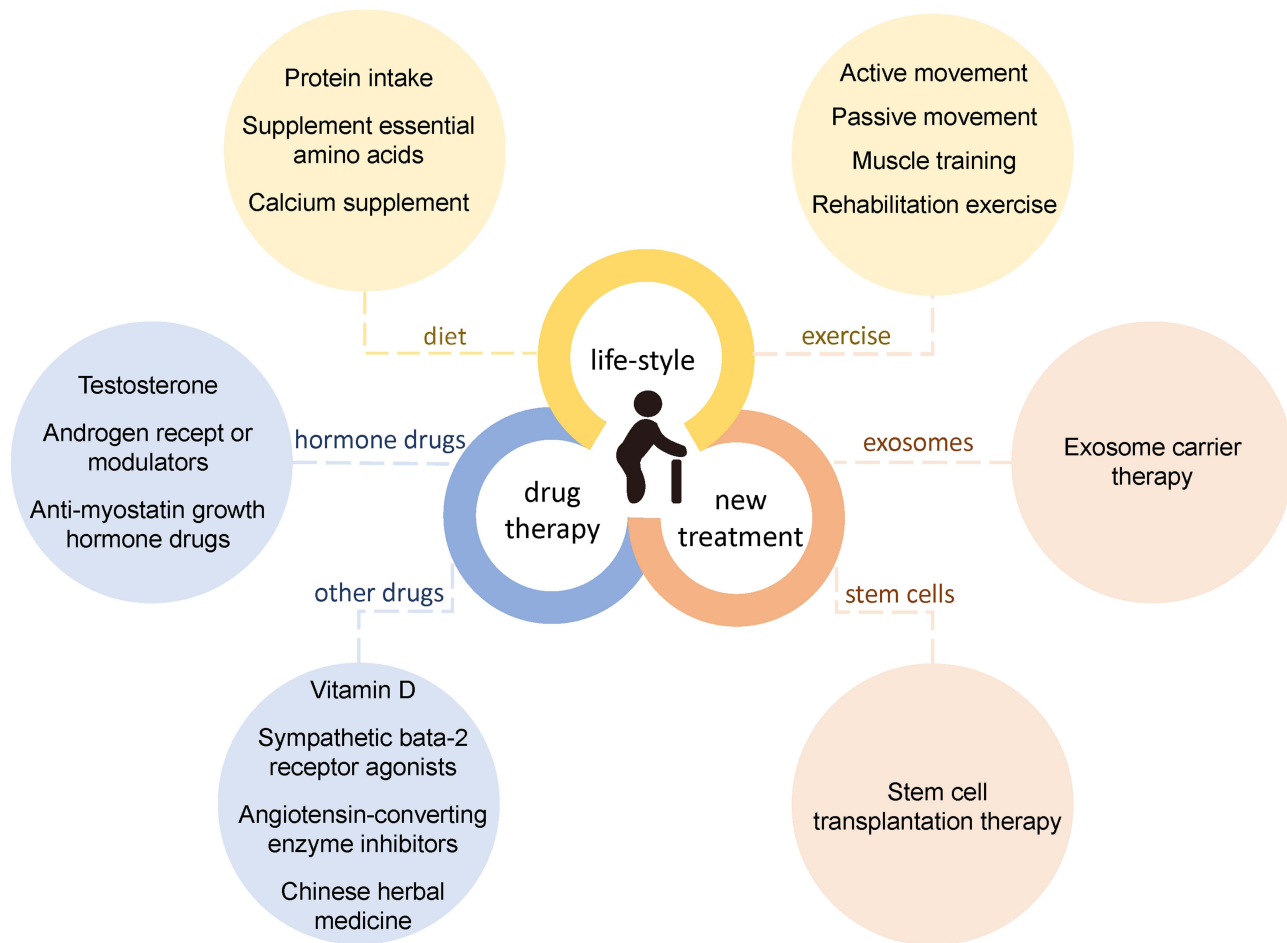 Protein intake
Supplement essential
amino acids
Calcium supplement
Active movement
Passive movement
Muscle training
Rehabilitation exercise
diet
exercise
life-style
Testosterone
Androgen recept or
modulators
Anti-myostatin growth
hormone drugs
hormone drugs
exosomes
Exosome carrier
therapy
drug
therapy
new
treatment
other drugs
stem cells
Vitamin D
Sympathetic bata-2
receptor agonists
Angiotensin-converting
enzyme inhibitors
Chinese herbal
medicine
Stem cell
transplantation therapy